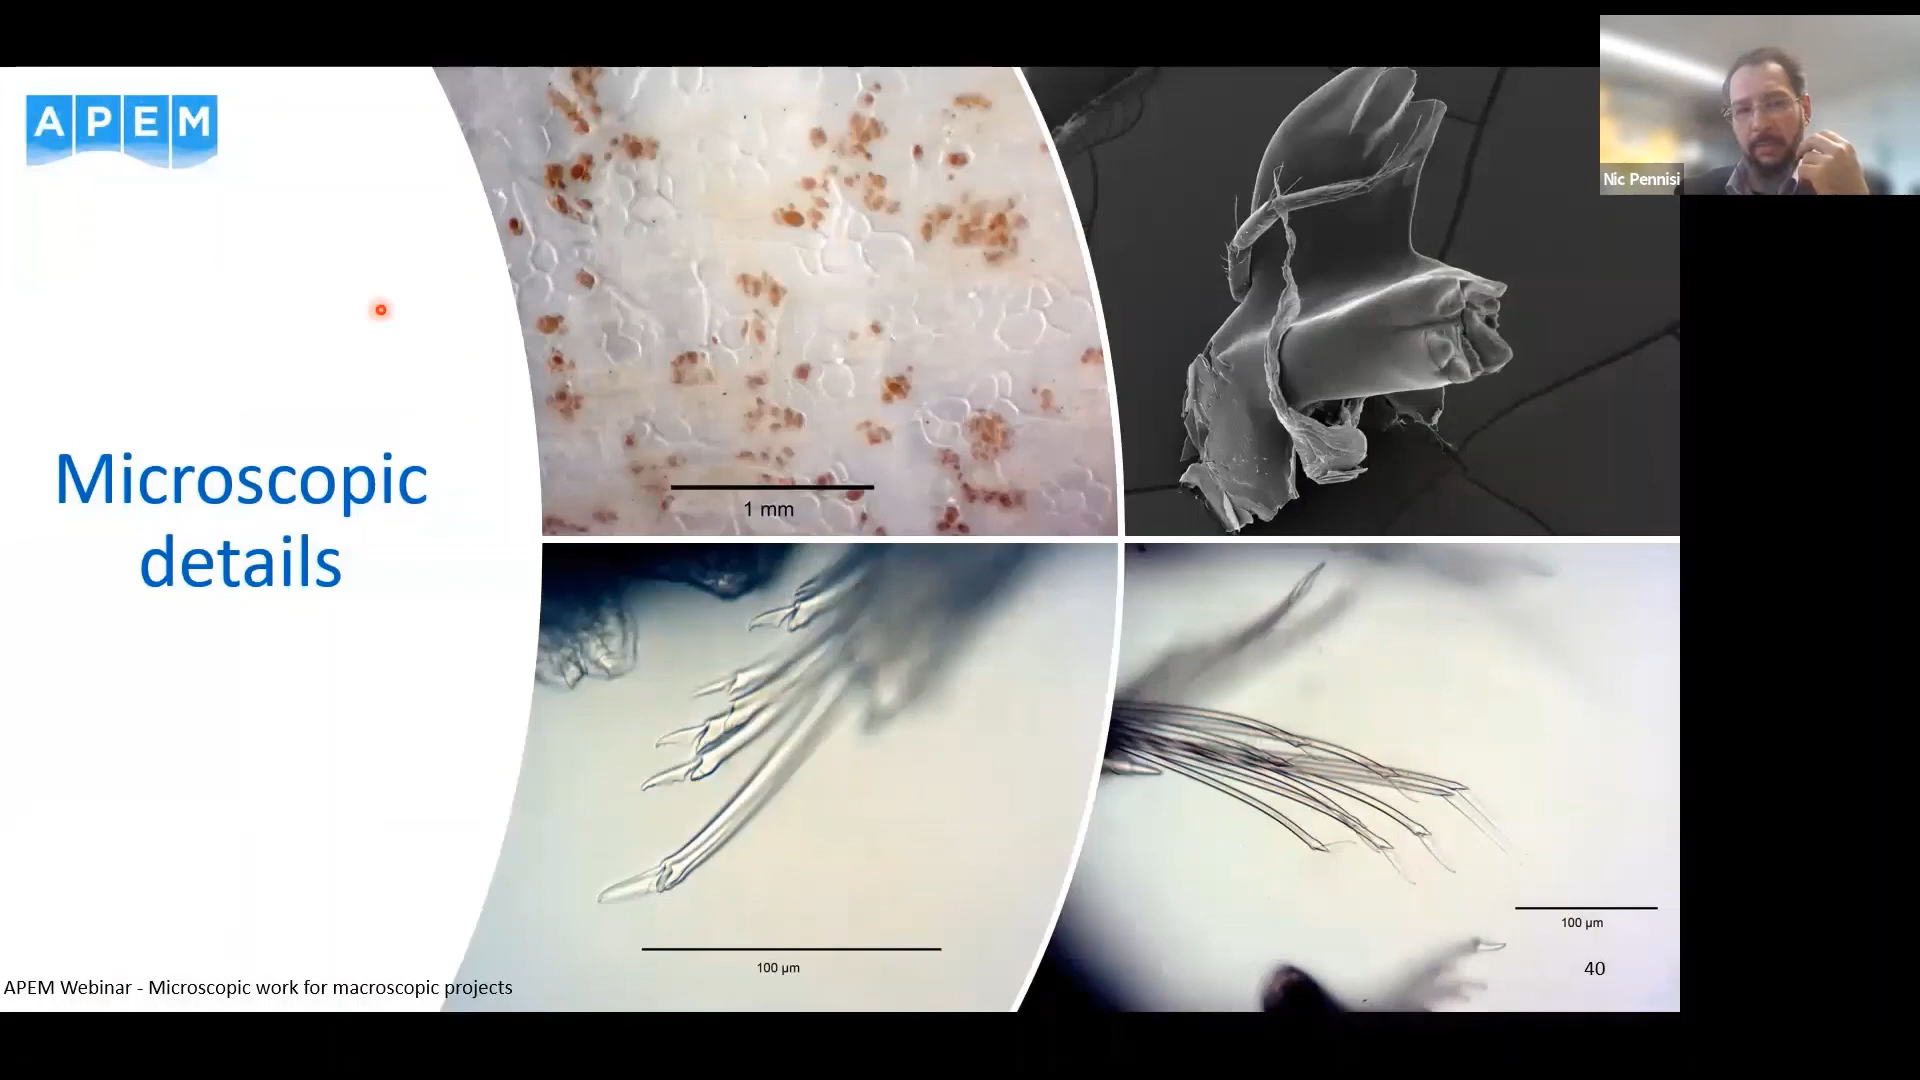 APEM
Nic Pennisi
Microscopic
details
1 mm
100 µm
100 µm
40
APEM Webinar - Microscopic work for macroscopic projects